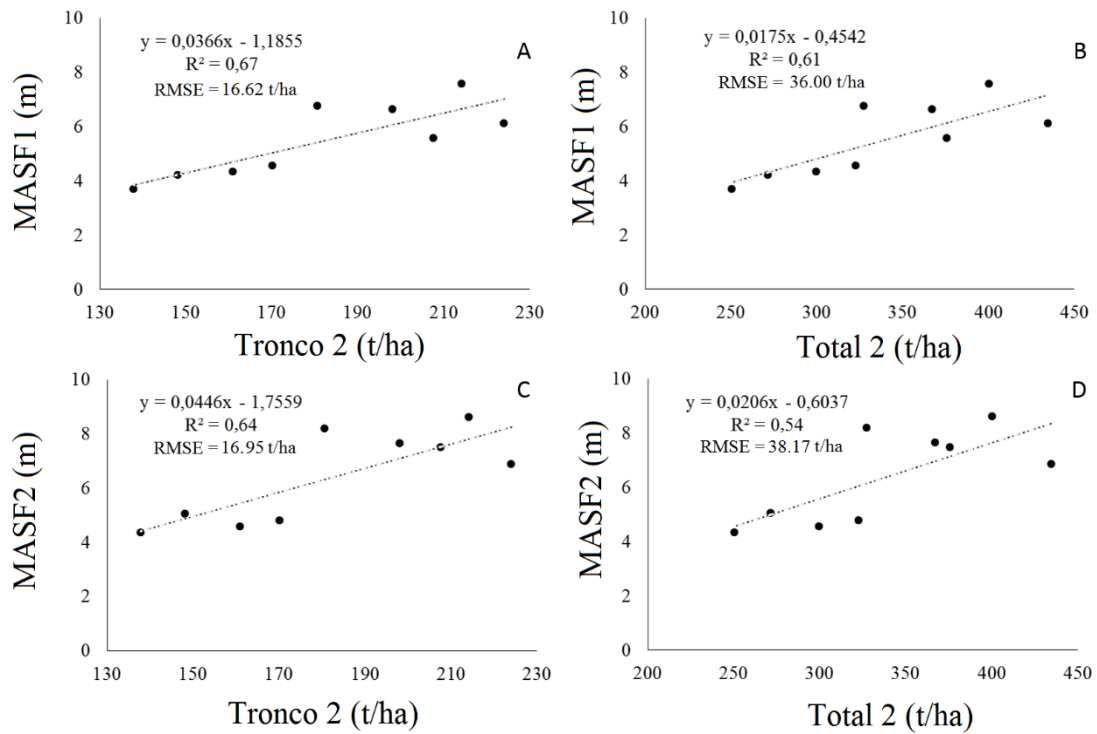 y = 0,0366x - 1,1855
R² = 0,67
RMSE = 16.62 t/ha
A
MASF1 (m)
10
8
6
4
2
0
130 150 170 190 210 230
Tronco 2 (t/ha)
y = 0,0175x - 0,4542
R² = 0,61
RMSE = 36.00 t/ha
B
MASF1 (m)
10
8
6
4
2
0
200 250 300 350 400 450
Total 2 (t/ha)
y = 0,0446x - 1,7559
R² = 0,64
RMSE = 16.95 t/ha
C
MASF2 (m)
10
8
6
4
2
0
130 150 170 190 210 230
Tronco 2 (t/ha)
y = 0,0206x - 0,6037
R² = 0,54
RMSE = 38.17 t/ha
D
MASF2 (m)
10
8
6
4
2
0
200 250 300 350 400 450
Total 2 (t/ha)